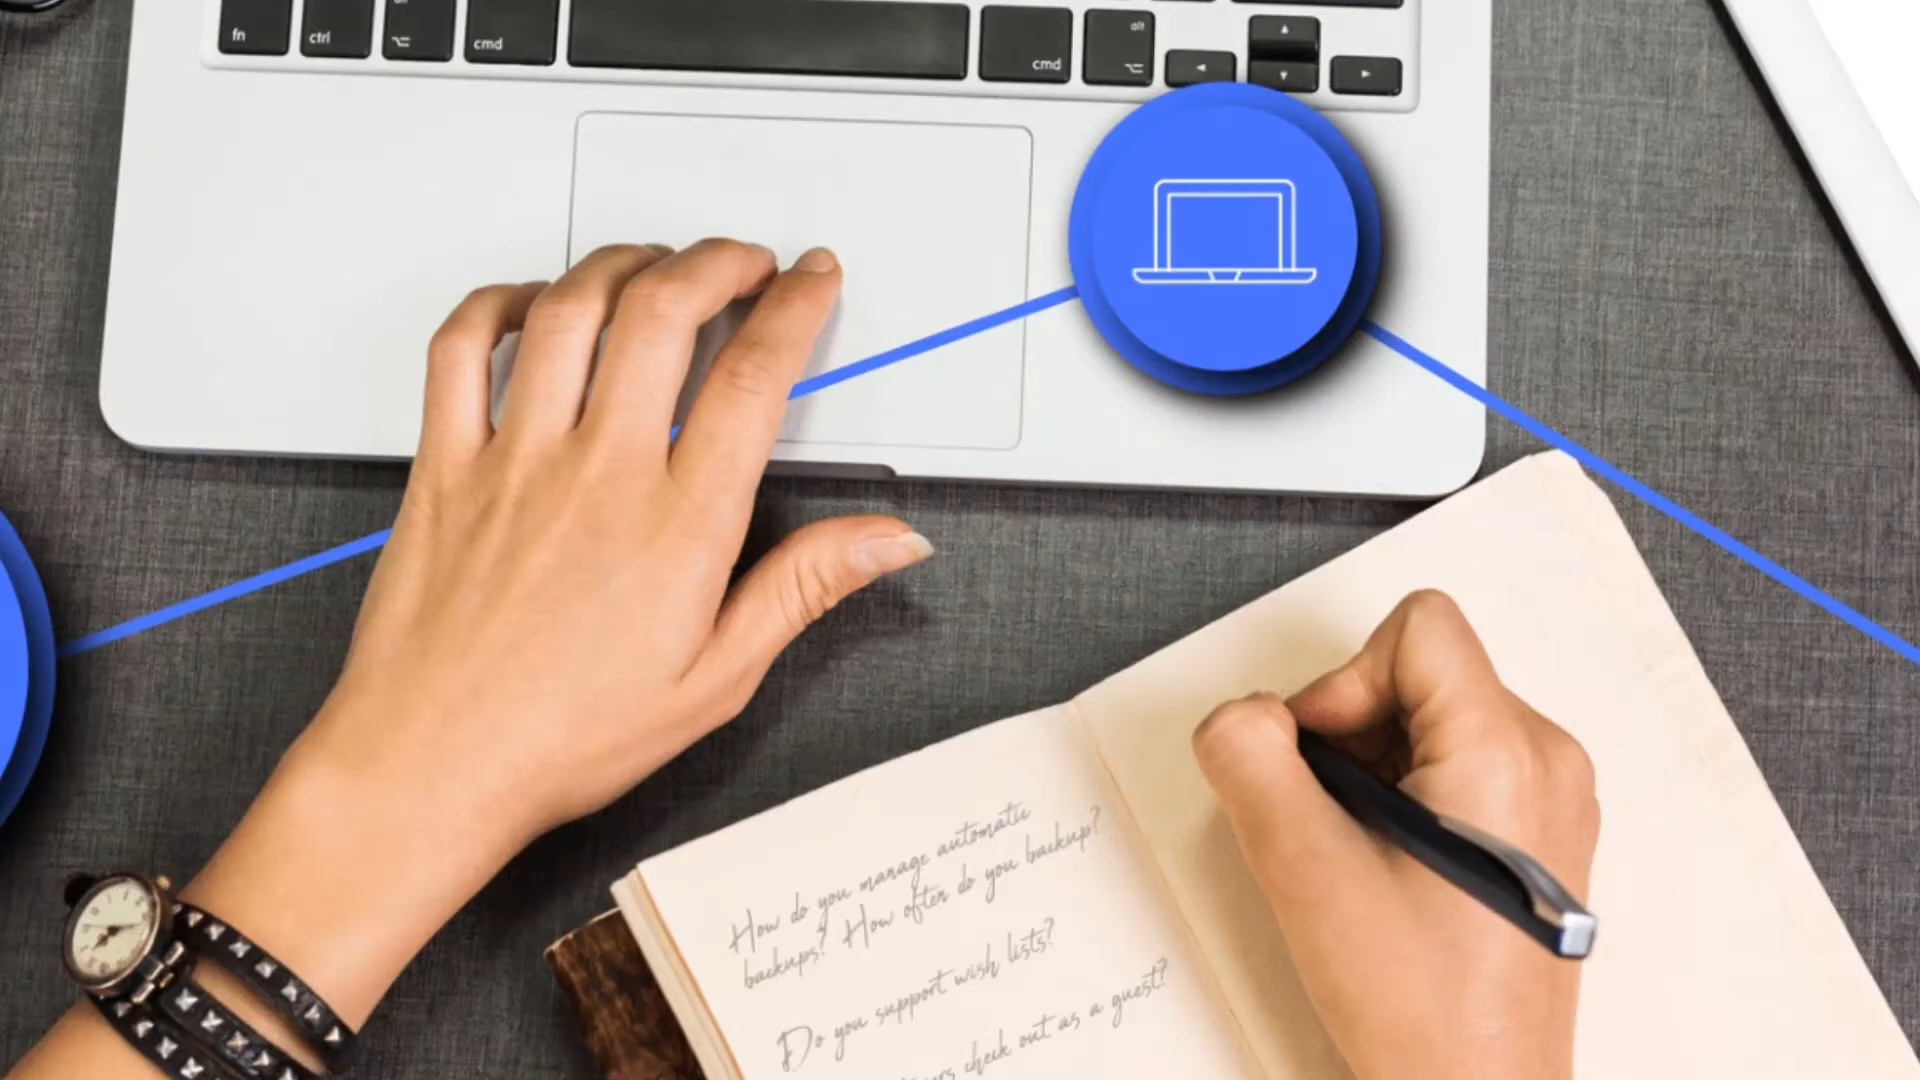 fn ctrl alt cmd cmd alt
How do you manage automatic
backups? How often do you backup?
Do you support wish lists?
check out as a guest?